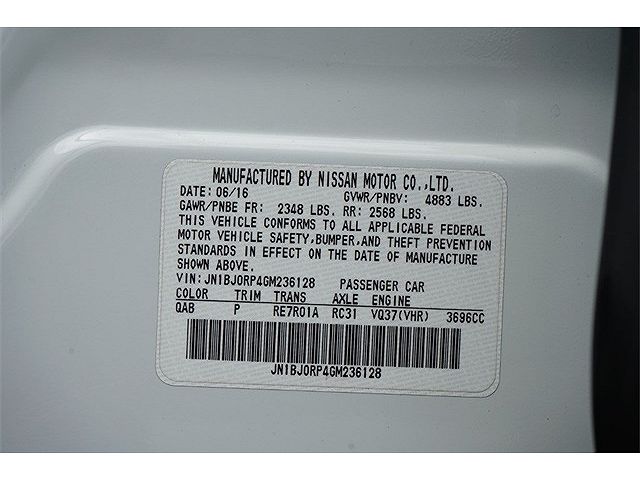 MANUFACTURED BY NISSAN MOTOR CO.,LTD.
DATE: 06/16 GVWR/PNBV: 4883 LBS.
GAWR/PNBE FR: 2348 LBS. RR: 2568 LBS.
THIS VEHICLE CONFORMS TO ALL APPLICABLE FEDERAL
MOTOR VEHICLE SAFETY,BUMPER,AND THEFT PREVENTION
STANDARDS IN EFFECT ON THE DATE OF MANUFACTURE
SHOWN ABOVE.
VIN: JN1BJ0RP4GM236128 PASSENGER CAR
COLOR TRIM TRANS AXLE ENGINE
QAB P RE7R01A RC31 VQ37(VHR) 3696CC
JN1BJ0RP4GM236128